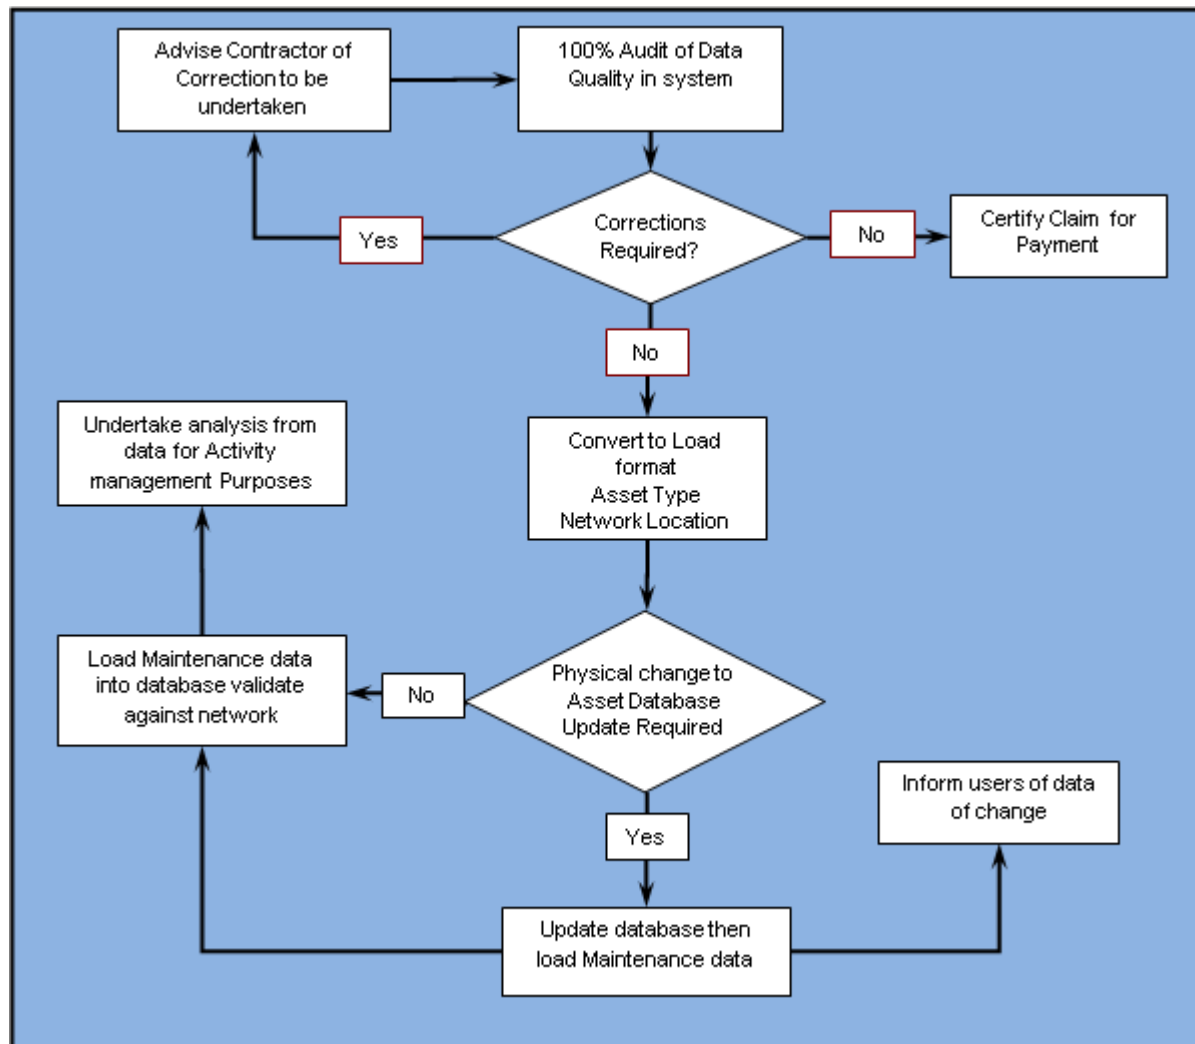 Advise Contractor of
Correction to be
undertaken
100% Audit of Data
Quality in system
Corrections
Required?
Yes
No
Certify Claim for
Payment
No
Undertake analysis from
data for Activity
management Purposes
Convert to Load
format
Asset Type
Network Location
Load Maintenance data
into database validate
against network
No
Physical change to
Asset Database
Update Required
Inform users of data
of change
Yes
Update database then
load Maintenance data